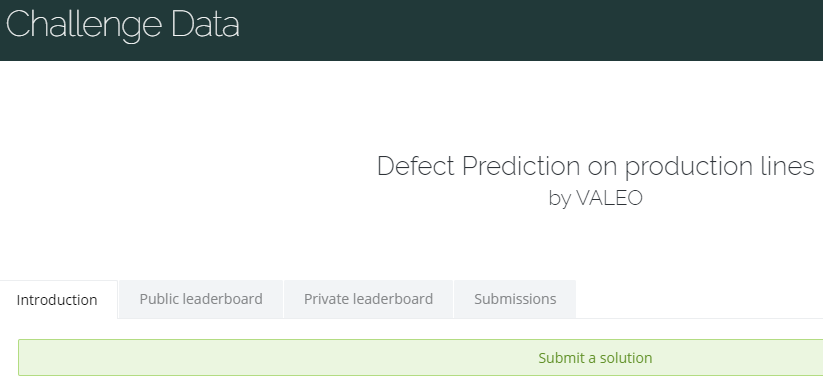 Challenge Data
Defect Prediction on production lines
by VALEO
Introduction
Public leaderboard
Private leaderboard
Submissions
Submit a solution